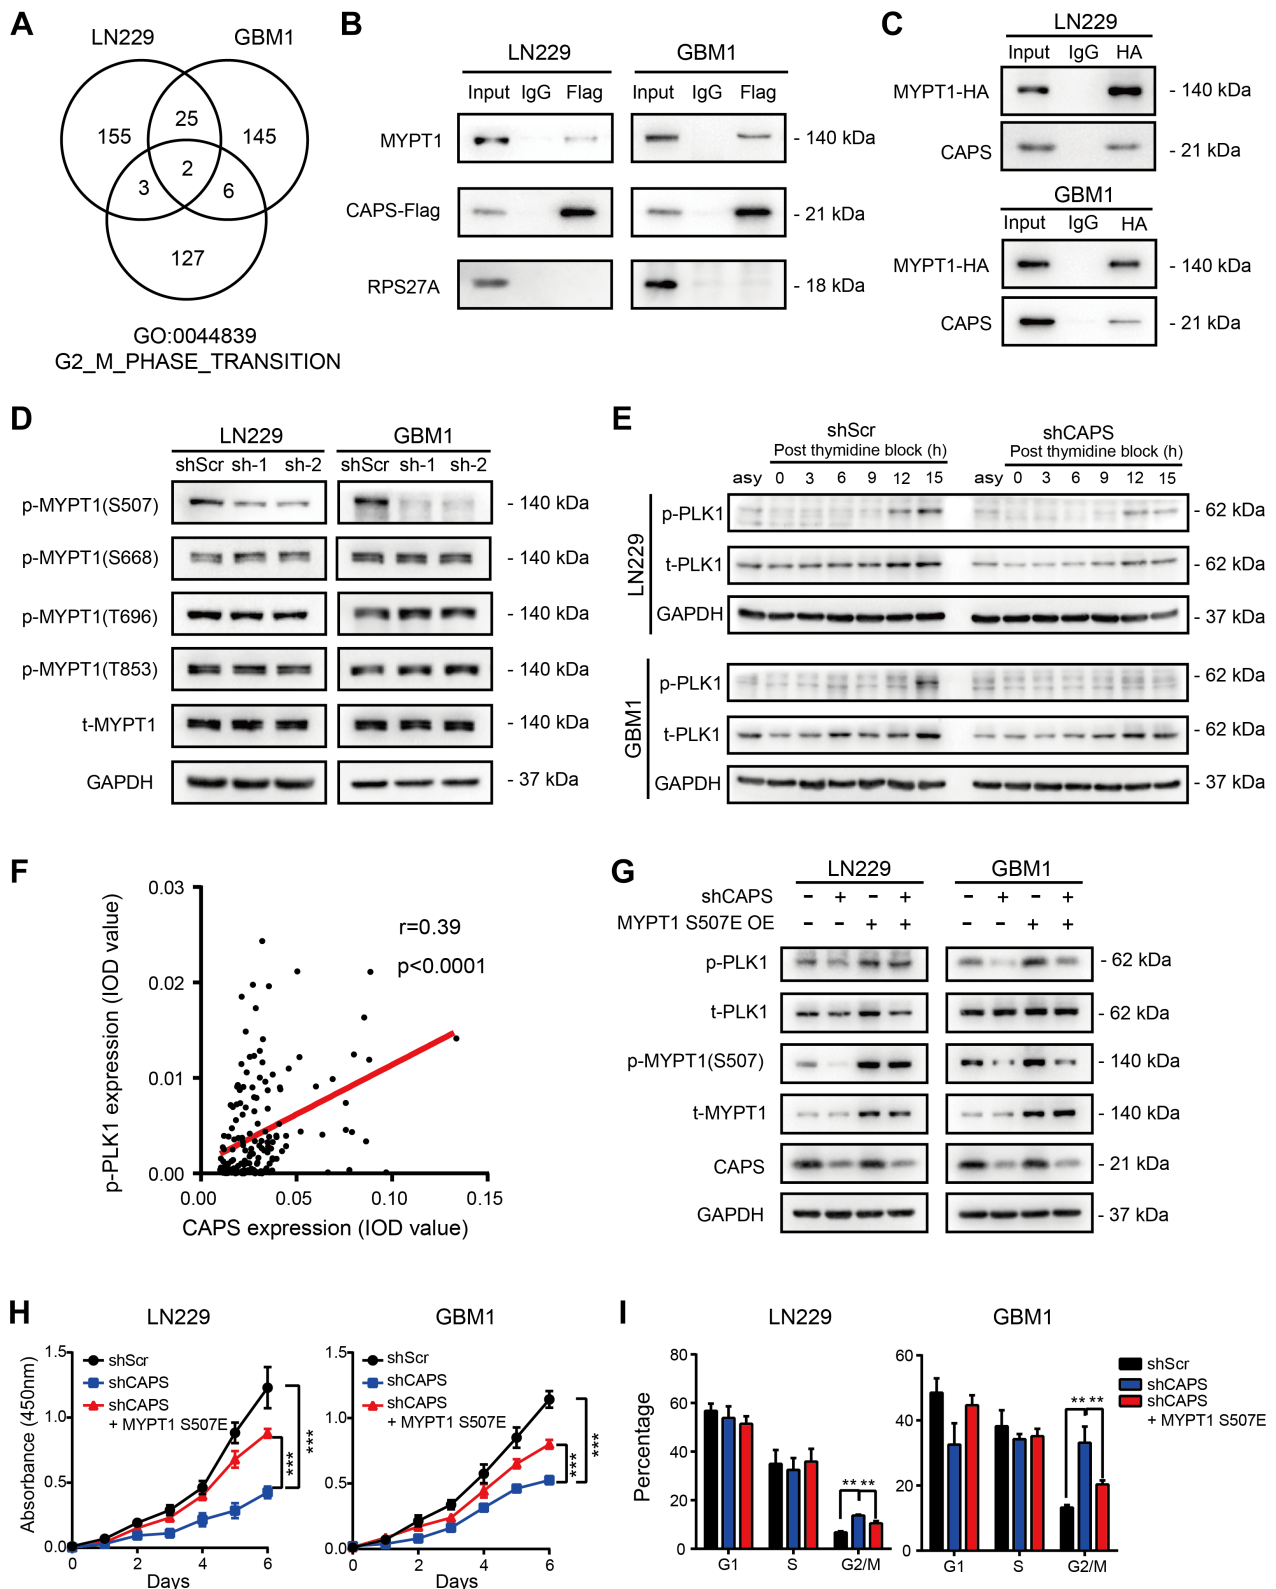 A
LN229 GBM1
155 25 145
2
3 6
127
GO:0044839
G2_M_PHASE_TRANSITION
B
LN229 GBM1
Input IgG Flag Input IgG Flag
MYPT1 - 140 kDa
CAPS-Flag - 21 kDa
RPS27A - 18 kDa
C
LN229
Input IgG HA
MYPT1-HA - 140 kDa
CAPS - 21 kDa
GBM1
Input IgG HA
MYPT1-HA - 140 kDa
CAPS - 21 kDa
D
LN229 GBM1
shScr sh-1 sh-2 shScr sh-1 sh-2
p-MYPT1(S507) - 140 kDa
p-MYPT1(S668) - 140 kDa
p-MYPT1(T696) - 140 kDa
p-MYPT1(T853) - 140 kDa
t-MYPT1 - 140 kDa
GAPDH - 37 kDa
E
shScr shCAPS
Post thymidine block (h) Post thymidine block (h)
asy 0 3 6 9 12 15 asy 0 3 6 9 12 15
LN229
p-PLK1 - 62 kDa
t-PLK1 - 62 kDa
GAPDH - 37 kDa
GBM1
p-PLK1 - 62 kDa
t-PLK1 - 62 kDa
GAPDH - 37 kDa
F
p-PLK1 expression (IOD value)
0.03
0.02
0.01
0.00
r=0.39
p<0.0001
0.00 0.05 0.10 0.15
CAPS expression (IOD value)
G
LN229 GBM1
shCAPS - + - + - + - +
MYPT1 S507E OE - - + + - - + +
p-PLK1 - 62 kDa
t-PLK1 - 62 kDa
p-MYPT1(S507) - 140 kDa
t-MYPT1 - 140 kDa
CAPS - 21 kDa
GAPDH - 37 kDa
H
LN229
Absorbance (450nm)
1.5
1.0
0.5
0.0
shScr
shCAPS
shCAPS
+ MYPT1 S507E
***
***
0 2 4 6
Days
GBM1
1.5
1.0
0.5
0.0
shScr
shCAPS
shCAPS
+ MYPT1 S507E
***
***
0 2 4 6
Days
I
LN229
Percentage
80
60
40
20
0
** **
G1 S G2/M
GBM1
60
40
20
0
** **
G1 S G2/M
shScr
shCAPS
shCAPS
+ MYPT1 S507E